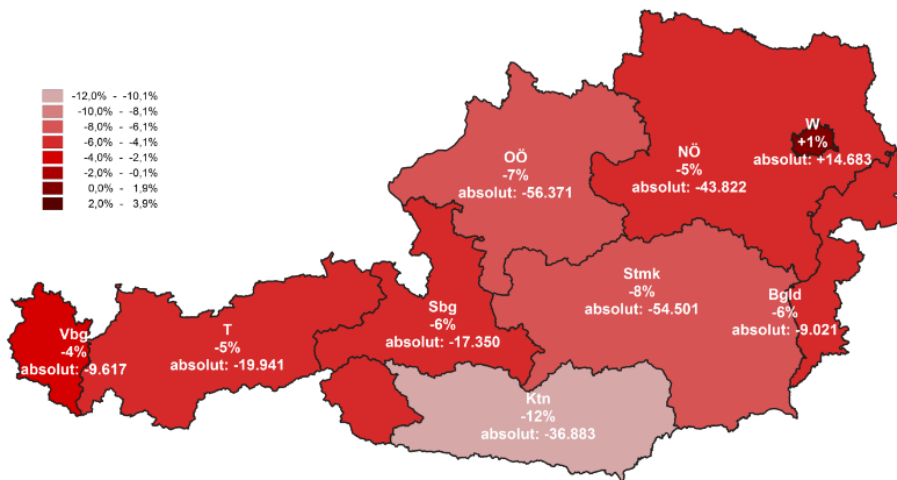 -12,0% - -10,1%
-10,0% - -8,1%
-8,0% - -6,1%
-6,0% - -4,1%
-4,0% - -2,1%
-2,0% - -0,1%
0,0% - 1,9%
2,0% - 3,9%
W
+1%
absolut: +14.683
OÖ
-7%
absolut: -56.371
NÖ
-5%
absolut: -43.822
Stmk
-8%
absolut: -54.501
Bgld
-6%
absolut: -9.021
Sbg
-6%
absolut: -17.350
T
-5%
absolut: -19.941
Vbg
-4%
absolut: -9.617
Ktn
-12%
absolut: -36.883